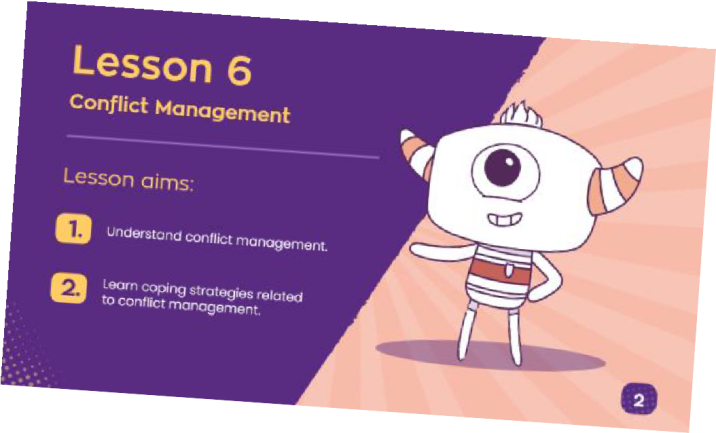 Lesson 6
Conflict Management
Lesson aims:
1. Understand conflict management.
2. Learn coping strategies related
to conflict management.
2